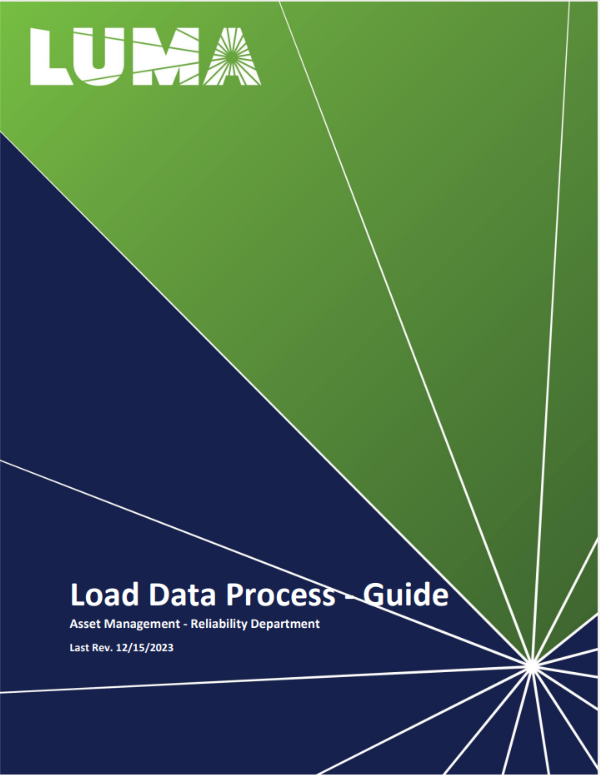 LUMA
Load Data Process - Guide
Asset Management - Reliability Department
Last Rev. 12/15/2023